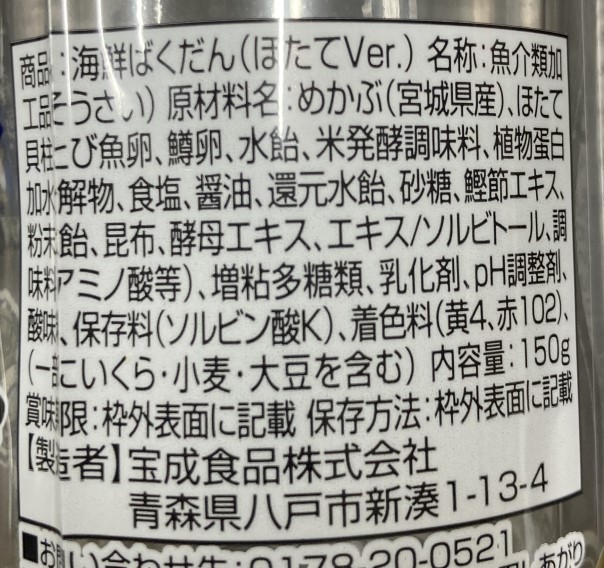 商品名:海鮮ばくだん(ほたてVer.) 名称:魚介類加
工品(そうざい) 原材料名:めかぶ(宮城県産)、ほたて
貝柱、とび魚卵、鱒卵、水飴、米発酵調味料、植物蛋白
加水分解物、食塩、醤油、還元水飴、砂糖、鰹節エキス、
粉末水飴、昆布、酵母エキス、エキス/ソルビトール、調
味料(アミノ酸等)、増粘多糖類、乳化剤、pH調整剤、
酸味料、保存料(ソルビン酸K)、着色料(黄4、赤102)、
(一部にいくら・小麦・大豆を含む) 内容量:150g
賞味期限:枠外表面に記載 保存方法:枠外表面に記載
【製造者】宝成食品株式会社
青森県八戸市新湊1-13-4
■お問い合わせ先:0178-20-0521